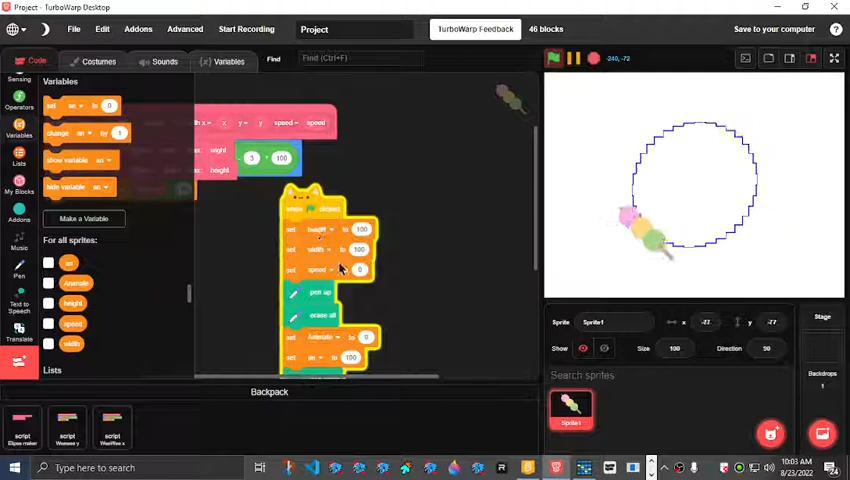 Project - TurboWarp Desktop
File
Edit
Addons
Advanced
Start Recording
Project
TurboWarp Feedback
46 blocks
Save to your computer
Code
Costumes
Sounds
Variables
Find
Find (Ctrl+F)
-240, -72
Sensing
Operators
Variables
Lists
My Blocks
Addons
Music
Pen
Text to
Speech
Translate
Variables
set an to 0
change an by 1
show variable an
hide variable an
Make a Variable
For all sprites:
an
Animate
height
speed
width
Lists
x y y speed speed
wight 3 * 100
height
when clicked
set height to 100
set width to 100
set speed to 0
pen up
erase all
set Animate to 0
set an to 100
Backpack
script
Elipse maker
script
Weewee y
script
WeeWee x
Sprite
Sprite1
x
-77
y
-77
Show
Size
100
Direction
90
Search sprites
Sprite1
Stage
Backdrops
1
Type here to search
10:03 AM
8/23/2022
24